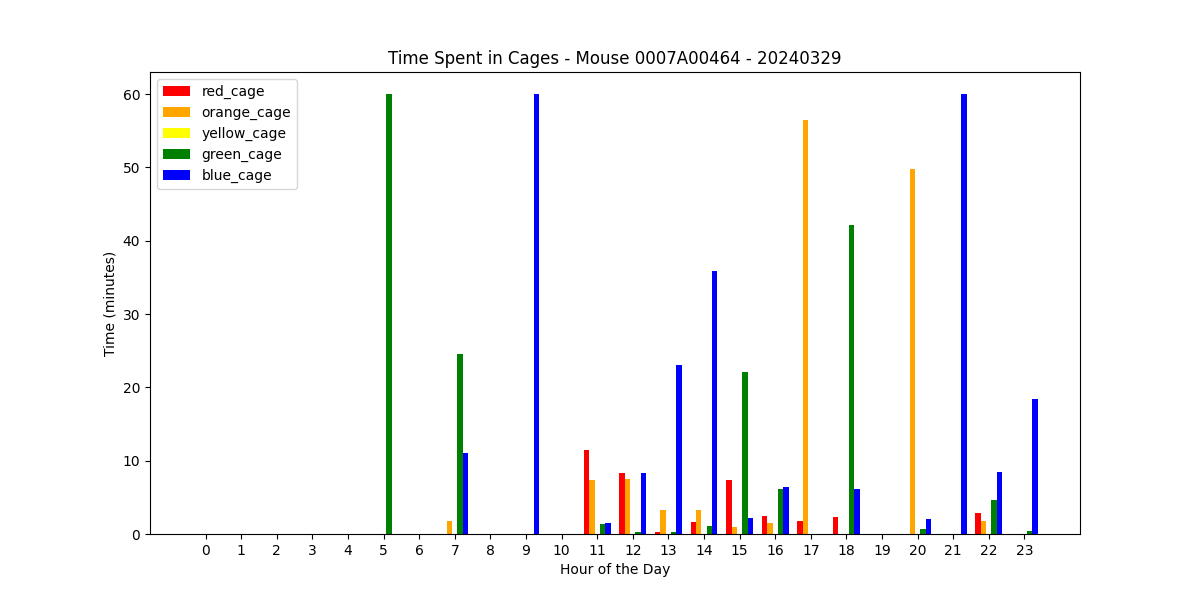 Time Spent in Cages - Mouse 0007A00464 - 20240329
red_cage
orange_cage
yellow_cage
green_cage
blue_cage
60
50
40
30
20
10
0
Time (minutes)
0 1 2 3 4 5 6 7 8 9 10 11 12 13 14 15 16 17 18 19 20 21 22 23
Hour of the Day